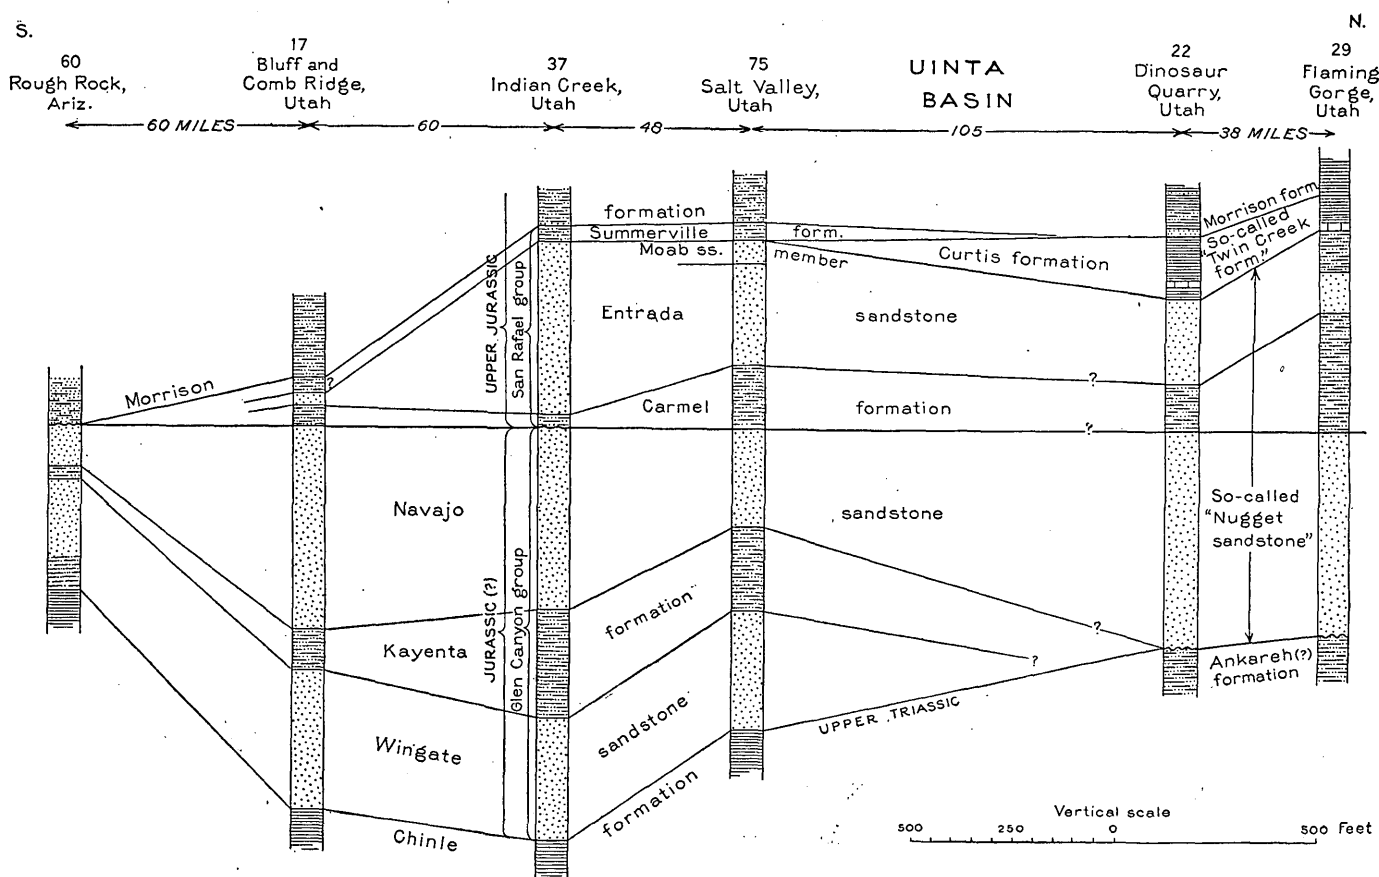 S.
N.
60
Rough Rock,
Ariz.
17
Bluff and
Comb Ridge,
Utah
37
Indian Creek,
Utah
75
Salt Valley,
Utah
UINTA
BASIN
22
Dinosaur
Quarry,
Utah
29
Flaming
Gorge,
Utah
60 MILES
60
48
105
38 MILES
Morrison
formation
Morrison form.
Summerville
form.
Moab ss.
member
Curtis formation
"So-called
"Twin Creek
form."
?
Entrada
sandstone
Carmel
formation
?
?
UPPER JURASSIC
San Rafael group
Navajo
sandstone
So-called
"Nugget
sandstone"
JURASSIC (?)
Glen Canyon group
Kayenta
formation
?
?
Wingate
sandstone
Ankareh(?)
formation
UPPER TRIASSIC
Chinle
formation
Vertical scale
500
250
0
500 Feet